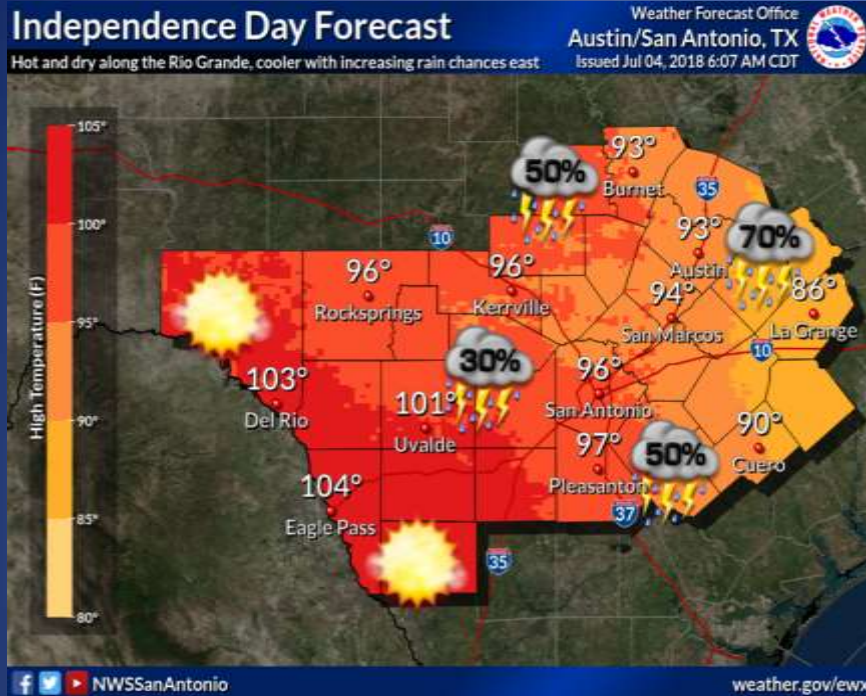 Independence Day Forecast
Hot and dry along the Rio Grande, cooler with increasing rain chances east
Weather Forecast Office
Austin/San Antonio, TX
Issued Jul 04, 2018 6:07 AM CDT
High Temperature (F)
105°
100°
95°
90°
85°
80°
50%
93°
Burnet
35
10
93°
Austin
70%
96°
Rocksprings
96°
Kerrville
94°
San Marcos
86°
La Grange
10
30%
103°
Del Rio
101°
Uvalde
96°
San Antonio
97°
Pleasanton
50%
90°
Cuero
104°
Eagle Pass
37
35
NWSSanAntonio
weather.gov/ewx